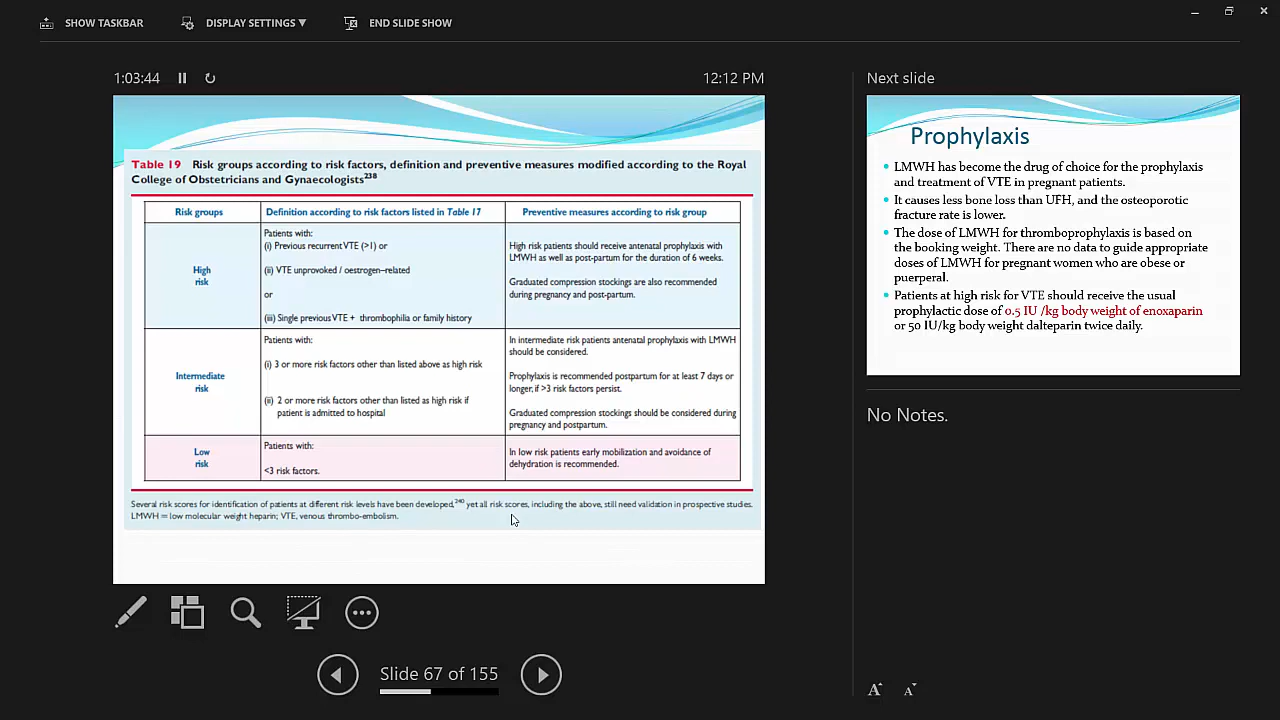 SHOW TASKBAR
DISPLAY SETTINGS ▼
END SLIDE SHOW
1:03:44
12:12 PM
Next slide
Table 19 Risk groups according to risk factors, definition and preventive measures modified according to the Royal
College of Obstetricians and Gynaecologists238
Risk groups
Definition according to risk factors listed in Table 17
Preventive measures according to risk group
High
risk
Patients with:
(i) Previous recurrent VTE (>1) or
(ii) VTE unprovoked / oestrogen–related
or
(iii) Single previous VTE + thrombophilia or family history
High risk patients should receive antenatal prophylaxis with
LMWH as well as post-partum for the duration of 6 weeks.
Graduated compression stockings are also recommended
during pregnancy and post-partum.
Intermediate
risk
Patients with:
(i) 3 or more risk factors other than listed above as high risk
(ii) 2 or more risk factors other than listed as high risk if
patient is admitted to hospital
In intermediate risk patients antenatal prophylaxis with LMWH
should be considered.
Prophylaxis is recommended postpartum for at least 7 days or
longer, if >3 risk factors persist.
Graduated compression stockings should be considered during
pregnancy and postpartum.
Low
risk
Patients with:
<3 risk factors.
In low risk patients early mobilization and avoidance of
dehydration is recommended.
Several risk scores for identification of patients at different risk levels have been developed,240 yet all risk scores, including the above, still need validation in prospective studies.
LMWH = low molecular weight heparin; VTE, venous thrombo-embolism.
Prophylaxis
• LMWH has become the drug of choice for the prophylaxis
and treatment of VTE in pregnant patients.
• It causes less bone loss than UFH, and the osteoporotic
fracture rate is lower.
• The dose of LMWH for thromboprophylaxis is based on
the booking weight. There are no data to guide appropriate
doses of LMWH for pregnant women who are obese or
puerperal.
• Patients at high risk for VTE should receive the usual
prophylactic dose of 0.5 IU /kg body weight of enoxaparin
or 50 IU/kg body weight dalteparin twice daily.
No Notes.
Slide 67 of 155
A A